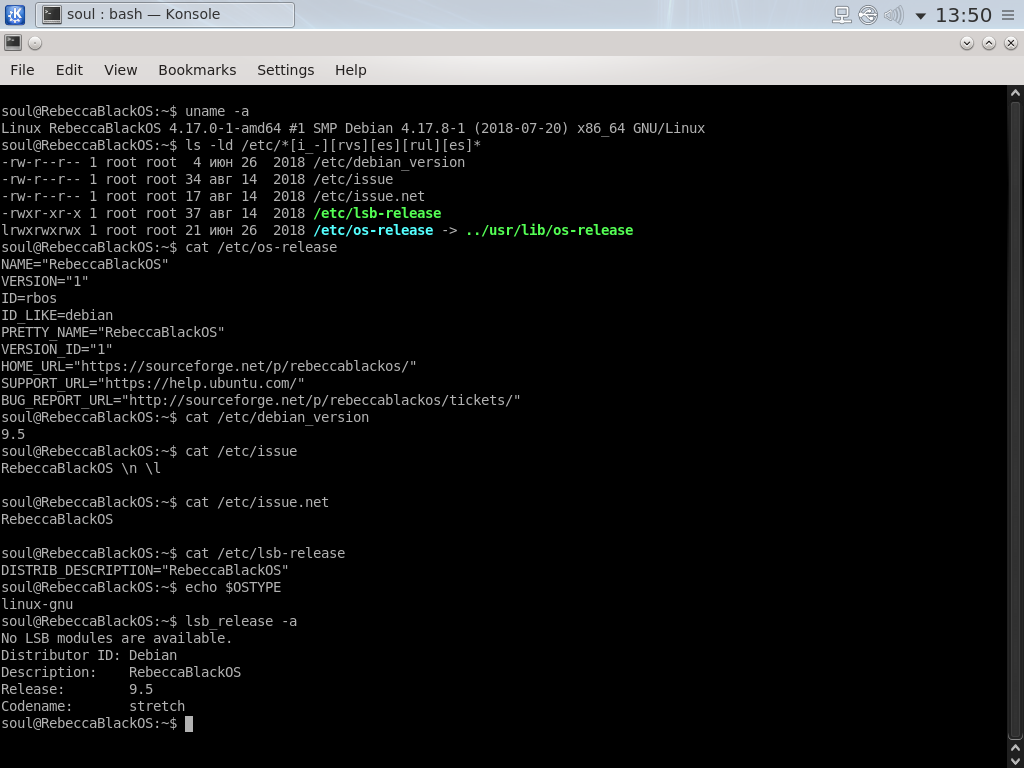 soul : bash — Konsole
13:50
File Edit View Bookmarks Settings Help
soul@RebeccaBlackOS:~$ uname -a
Linux RebeccaBlackOS 4.17.0-1-amd64 #1 SMP Debian 4.17.8-1 (2018-07-20) x86_64 GNU/Linux
soul@RebeccaBlackOS:~$ ls -ld /etc/*[i_-][rvs][es][rul][es]*
-rw-r--r-- 1 root root  4 июн 26  2018 /etc/debian_version
-rw-r--r-- 1 root root 34 авг 14  2018 /etc/issue
-rw-r--r-- 1 root root 17 авг 14  2018 /etc/issue.net
-rwxr-xr-x 1 root root 37 авг 14  2018 /etc/lsb-release
lrwxrwxrwx 1 root root 21 июн 26  2018 /etc/os-release -> ../usr/lib/os-release
soul@RebeccaBlackOS:~$ cat /etc/os-release
NAME="RebeccaBlackOS"
VERSION="1"
ID=rbos
ID_LIKE=debian
PRETTY_NAME="RebeccaBlackOS"
VERSION_ID="1"
HOME_URL="https://sourceforge.net/p/rebeccablackos/"
SUPPORT_URL="https://help.ubuntu.com/"
BUG_REPORT_URL="http://sourceforge.net/p/rebeccablackos/tickets/"
soul@RebeccaBlackOS:~$ cat /etc/debian_version
9.5
soul@RebeccaBlackOS:~$ cat /etc/issue
RebeccaBlackOS \n \l
soul@RebeccaBlackOS:~$ cat /etc/issue.net
RebeccaBlackOS
soul@RebeccaBlackOS:~$ cat /etc/lsb-release
DISTRIB_DESCRIPTION="RebeccaBlackOS"
soul@RebeccaBlackOS:~$ echo $OSTYPE
linux-gnu
soul@RebeccaBlackOS:~$ lsb_release -a
No LSB modules are available.
Distributor ID: Debian
Description:    RebeccaBlackOS
Release:        9.5
Codename:       stretch
soul@RebeccaBlackOS:~$